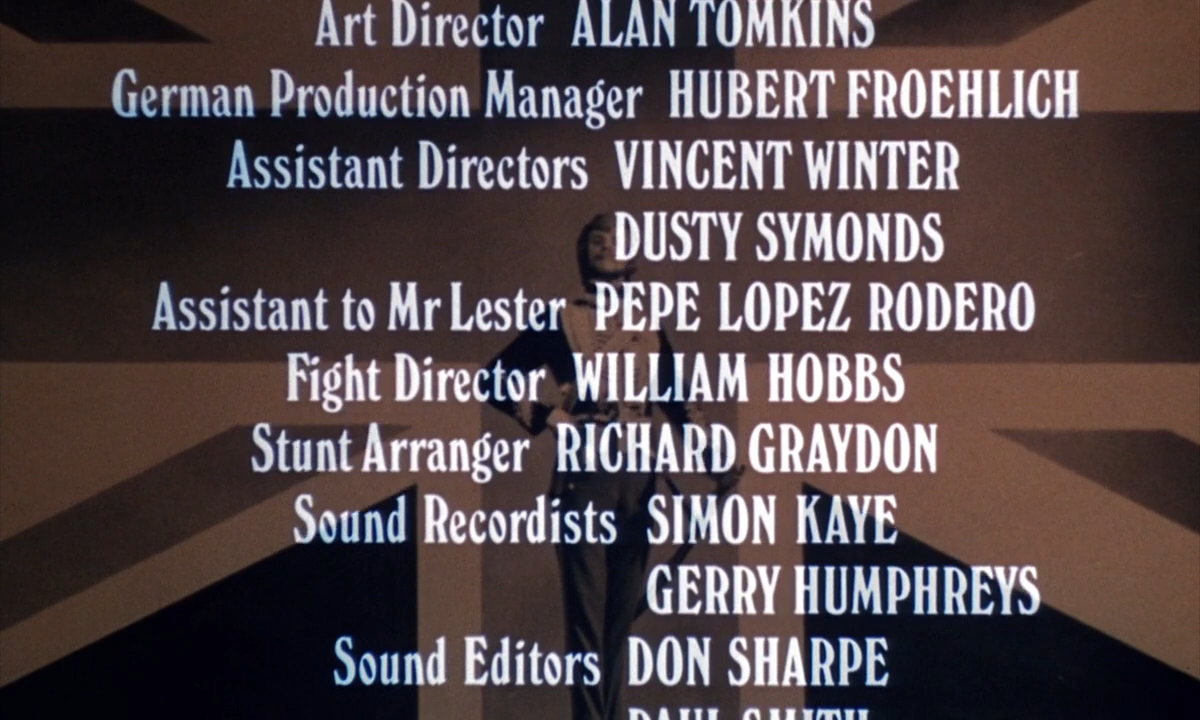 Art Director ALAN TOMKINS
German Production Manager HUBERT FROEHLICH
Assistant Directors VINCENT WINTER
DUSTY SYMONDS
Assistant to Mr Lester PEPE LOPEZ RODERO
Fight Director WILLIAM HOBBS
Stunt Arranger RICHARD GRAYDON
Sound Recordists SIMON KAYE
GERRY HUMPHREYS
Sound Editors DON SHARPE
PAUL SMITH